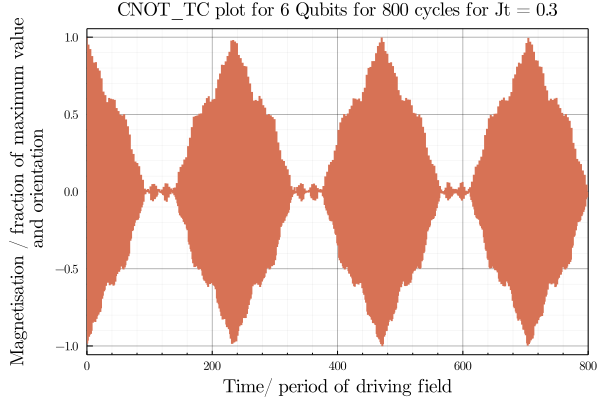 CNOT_TC plot for 6 Qubits for 800 cycles for Jt = 0.3
Magnetisation / fraction of maximum value
and orientation
1.0
0.5
0.0
−0.5
−1.0
0 200 400 600 800
Time/ period of driving field